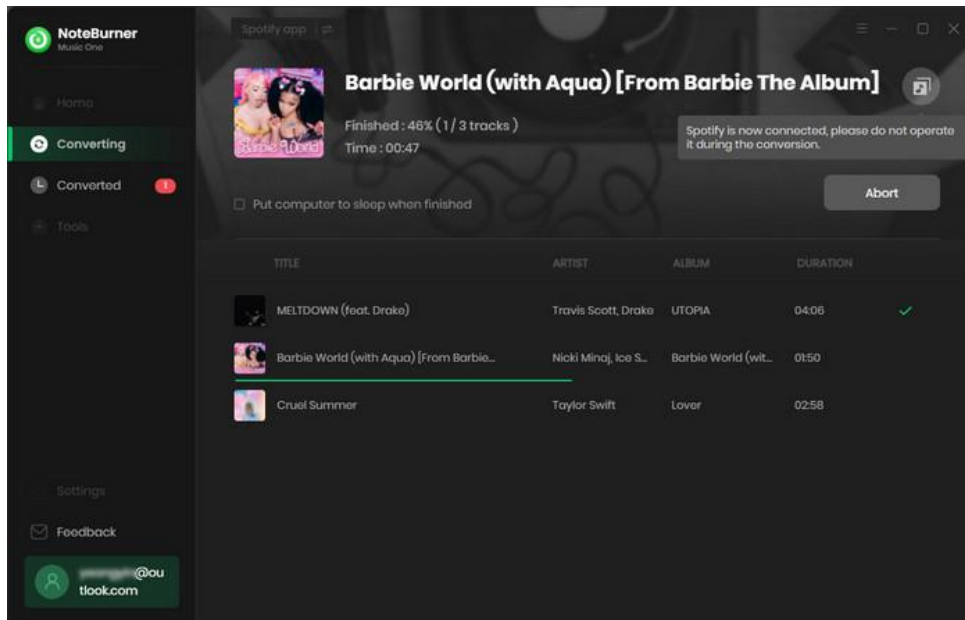 NoteBurner
Music One
Spotify app
Home
Converting
Converted 1
Tools
Settings
Feedback
@ou
tlook.com
Barbie World
Barbie World (with Aqua) [From Barbie The Album]
Finished : 46% ( 1 / 3 tracks )
Time : 00:47
Spotify is now connected, please do not operate
it during the conversion.
Put computer to sleep when finished
Abort
TITLE ARTIST ALBUM DURATION
MELTDOWN (feat. Drake) Travis Scott, Drake UTOPIA 04:06
Barbie World (with Aqua) [From Barbie... Nicki Minaj, Ice S... Barbie World (wit... 01:50
Cruel Summer Taylor Swift Lover 02:58